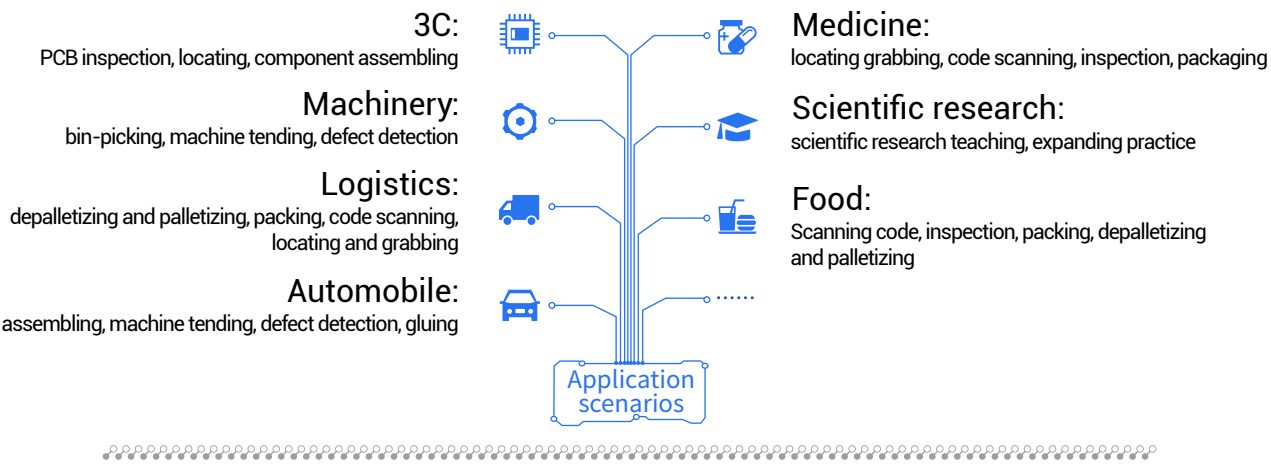 3C:
PCB inspection, locating, component assembling
Machinery:
bin-picking, machine tending, defect detection
Logistics:
depalletizing and palletizing, packing, code scanning,
locating and grabbing
Automobile:
assembling, machine tending, defect detection, gluing
Medicine:
locating grabbing, code scanning, inspection, packaging
Scientific research:
scientific research teaching, expanding practice
Food:
Scanning code, inspection, packing, depalletizing
and palletizing
......
Application
scenarios